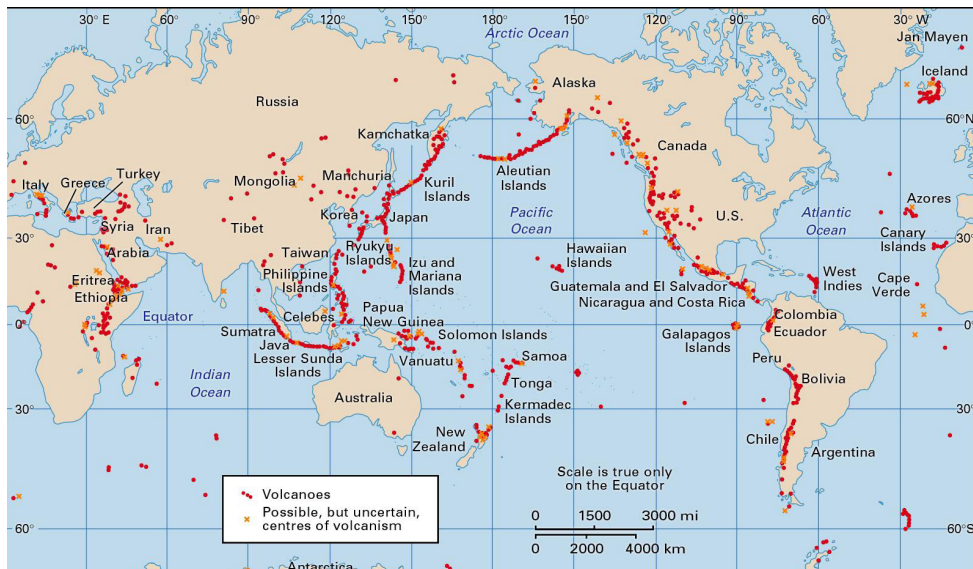 30° E
60°
90°
120°
150°
180°
150°
120°
90°
60°
30° W
Arctic Ocean
Jan Mayen
Iceland
Alaska
Russia
60°
60°N
Kamchatka
Canada
Aleutian
Islands
Manchuria
Kuril
Islands
Mongolia
Italy
Greece
Turkey
Korea
Japan
U.S.
Azores
Pacific
Ocean
Atlantic
Ocean
Syria
Iran
Tibet
30°
30°
Canary
Islands
Arabia
Taiwan
Ryukyu
Islands
Izu and
Mariana
Islands
Hawaiian
Islands
Philippine
Islands
West
Indies
Cape
Verde
Eritrea
Ethiopia
Guatemala and El Salvador
Nicaragua and Costa Rica
Papua
New Guinea
Celebes
Equator
0°
0°
Colombia
Ecuador
Sumatra
Java
Lesser Sunda
Islands
Solomon Islands
Galapagos
Islands
Vanuatu
Samoa
Peru
Bolivia
Indian
Ocean
Tonga
Australia
Kermadec
Islands
30°
30°
New
Zealand
Chile
Argentina
Volcanoes
Possible, but uncertain,
centres of volcanism
Scale is true only
on the Equator
0 1500 3000 mi
0 2000 4000 km
60°
60°S
Antarctica